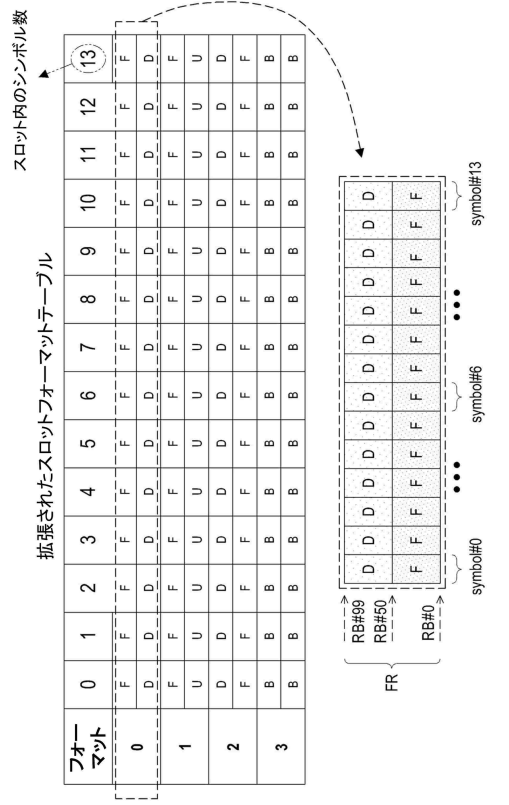 スロット内のシンボル数
拡張されたスロットフォーマットテーブル
フォーマット 0 1 2 3 4 5 6 7 8 9 10 11 12 13
0 F F F F F F F F F F F F F F
D D D D D D D D D D D D D D
1 F F F F F F F F F F F F F F
U U U U U U U U U U U U U U
2 D D D D D D D D D D D D D D
F F F F F F F F F F F F F F
3 B B B B B B B B B B B B B B
B B B B B B B B B B B B B B
RB#99
D D D D D D D D D D D D D D
RB#50
FR
F F F F F F F F F F F F F F
RB#0
symbol#0 ••• symbol#6 ••• symbol#13